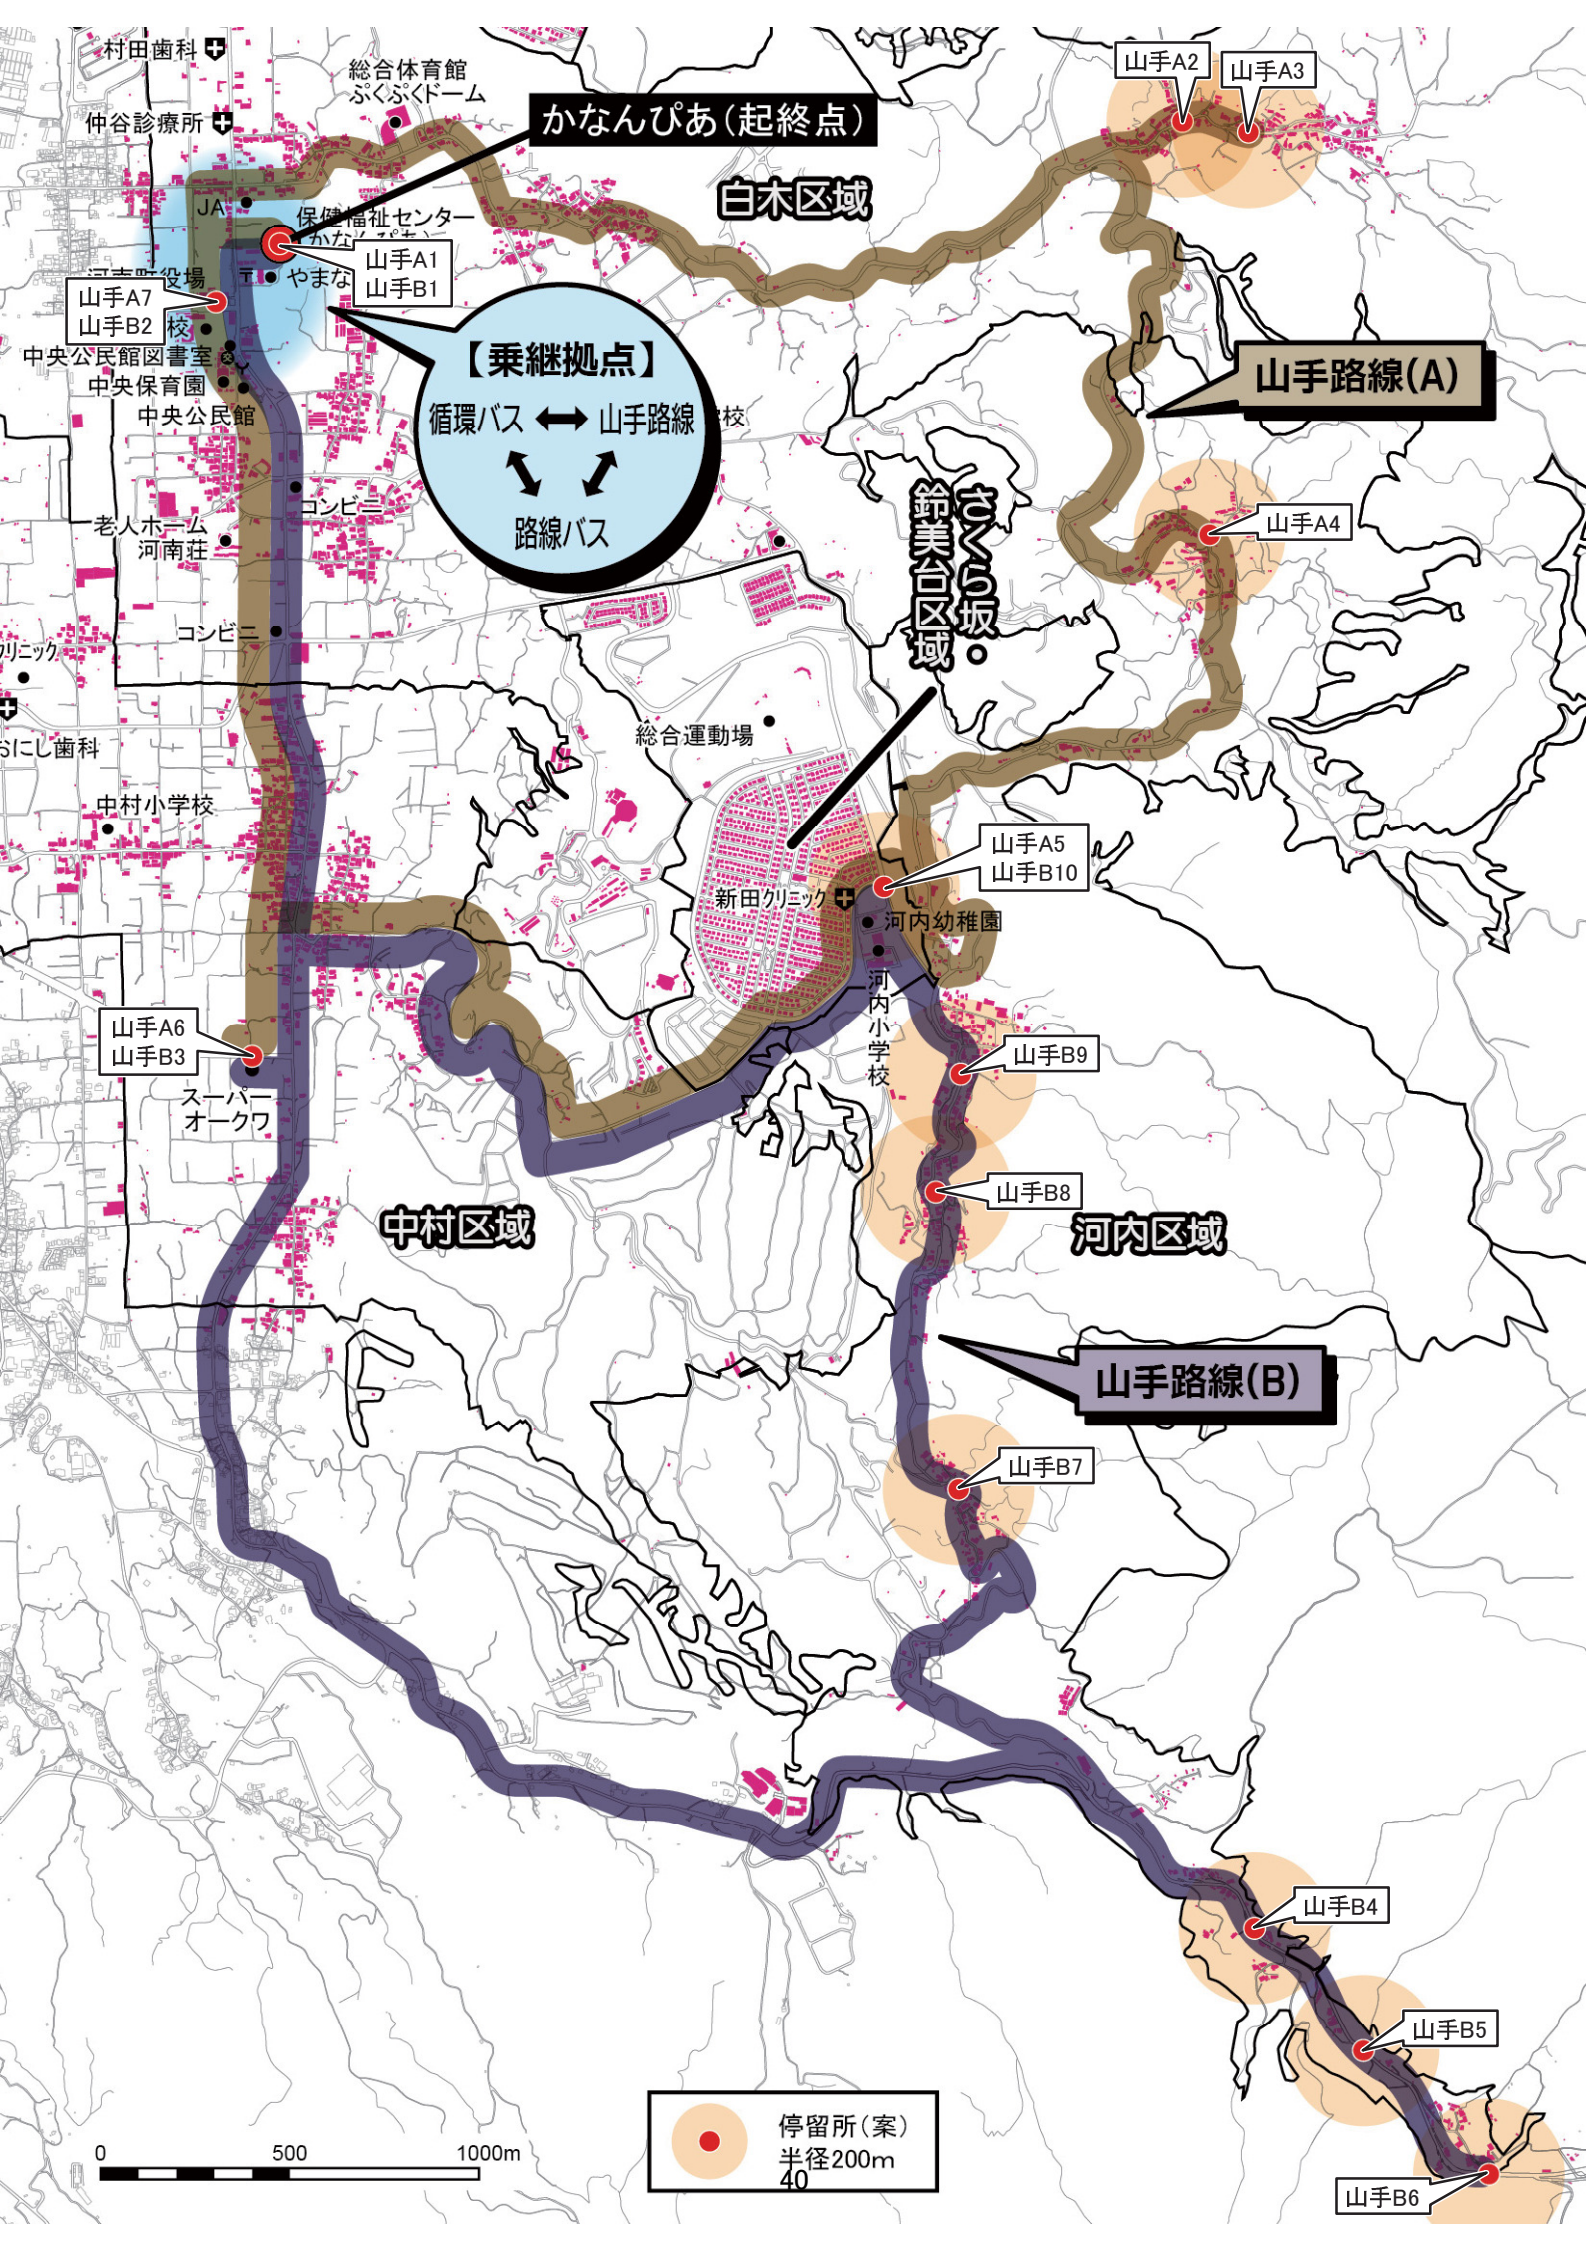 村田歯科
仲谷診療所
総合体育館
ぷくぷくドーム
かなんぴあ（起終点）
山手A2
山手A3
白木区域
JA
保健福祉センター
山手A1
山手B1
やまな
山手A7
山手B2
校
中央公民館図書室
中央保育園
中央公民館
【乗継拠点】
循環バス ⟷ 山手路線
路線バス
校
山手路線(A)
コンビニ
老人ホーム
河南荘
山手A4
さくら坂・
鈴美台区域
コンビニ
リニック
おにし歯科
総合運動場
中村小学校
山手A5
山手B10
新田クリニック
河内幼稚園
河内小学校
山手A6
山手B3
スーパー
オークワ
山手B9
山手B8
中村区域
河内区域
山手路線(B)
山手B7
山手B4
山手B5
山手B6
0 500 1000m
停留所（案）
半径200m
40